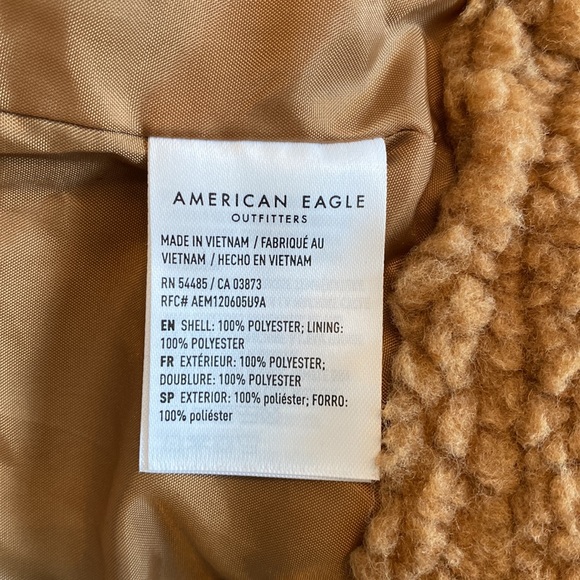 AMERICAN EAGLE
OUTFITTERS
MADE IN VIETNAM / FABRIQUÉ AU
VIETNAM / HECHO EN VIETNAM
RN 54485 / CA 03873
RFC# AEM120605U9A
EN SHELL: 100% POLYESTER; LINING:
100% POLYESTER
FR EXTÉRIEUR: 100% POLYESTER;
DOUBLURE: 100% POLYESTER
SP EXTERIOR: 100% poliéster; FORRO:
100% poliéster